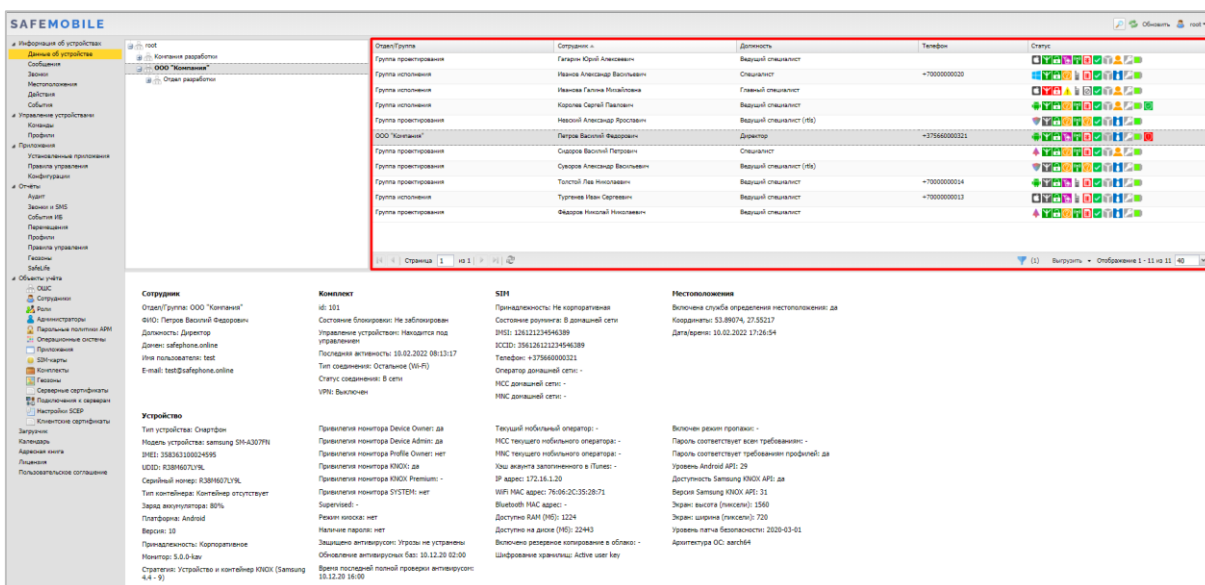 SAFEMOBILE
Обновить root
Информация об устройствах
Данные об устройстве
Сообщения
Звонки
Местоположения
Действия
События
Управление устройствами
Команды
Профили
Приложения
Установленные приложения
Правила управления
Конфигурации
Отчёты
Аудит
Звонки и SMS
События ИБ
Перемещения
Профили
Правила управления
Геозоны
SafeLife
Объекты учёта
ОШС
Сотрудники
Роли
Администраторы
Парольные политики АРМ
Операционные системы
Приложения
SIM-карты
Комплекты
Геозоны
Серверные сертификаты
Подключения к серверам
Настройки SCEP
Клиентские сертификаты
Загрузчик
Календарь
Адресная книга
Лицензия
Пользовательское соглашение
root
Компания разработки
ООО "Компания"
Отдел разработки
Отдел/Группа Сотрудник Должность Телефон Статус
Группа проектирования Гагарин Юрий Алексеевич Ведущий специалист
Группа исполнения Иванов Александр Васильевич Специалист +70000000020
Группа исполнения Иванова Галина Михайловна Главный специалист
Группа исполнения Королев Сергей Павлович Ведущий специалист
Группа исполнения Невский Александр Ярославич Ведущий специалист (rtls)
ООО "Компания" Петров Василий Федорович Директор +375660000321
Группа проектирования Сидоров Василий Петрович Специалист
Группа проектирования Суворов Александр Васильевич Ведущий специалист (rtls)
Группа проектирования Толстой Лев Николаевич Ведущий специалист +70000000014
Группа проектирования Тургенев Иван Сергеевич Ведущий специалист +70000000013
Группа проектирования Фёдоров Николай Николаевич Ведущий специалист
Страница 1 из 1 (1) Выгрузить Отображение 1 - 11 из 11 40
Сотрудник
Отдел/Группа: ООО "Компания"
ФИО: Петров Василий Федорович
Должность: Директор
Домен: safephone.online
Имя пользователя: test
E-mail: test@safephone.online
Комплект
id: 101
Состояние блокировки: Не заблокирован
Управление устройством: Находится под
управлением
Последняя активность: 10.02.2022 08:13:17
Тип соединения: Остальное (Wi-Fi)
Статус соединения: В сети
VPN: Выключен
SIM
Принадлежность: Не корпоративная
Состояние роуминга: В домашней сети
IMSI: 126121234546389
ICCID: 356126121234546389
Телефон: +375660000321
Оператор домашней сети: -
MCC домашней сети: -
MNC домашней сети: -
Местоположения
Включена служба определения местоположения: да
Координаты: 53.89074, 27.55217
Дата/время: 10.02.2022 17:26:54
Устройство
Тип устройства: Смартфон
Модель устройства: samsung SM-A307FN
IMEI: 358363100024595
UDID: R38M607LY9L
Серийный номер: R38M607LY9L
Тип контейнера: Контейнер отсутствует
Заряд аккумулятора: 80%
Платформа: Android
Версия: 10
Принадлежность: Корпоративное
Монитор: 5.0.0-kav
Стратегия: Устройство и контейнер KNOX (Samsung
4.4 - 9)
Привилегия монитора Device Owner: да
Привилегия монитора Device Admin: да
Привилегия монитора Profile Owner: нет
Привилегия монитора KNOX: да
Привилегия монитора KNOX Premium: -
Привилегия монитора SYSTEM: нет
Supervised: -
Режим киоска: нет
Наличие пароля: нет
Защищено антивирусом: Угрозы не устранены
Обновление антивирусных баз: 10.12.20 02:00
Время последней полной проверки антивирусом:
10.12.20 16:00
Текущий мобильный оператор: -
MCC текущего мобильного оператора: -
MNC текущего мобильного оператора: -
Хэш акаунта залогиненного в iTunes: -
IP адрес: 172.16.1.20
WiFi MAC адрес: 76:06:2C:35:28:71
Bluetooth MAC адрес: -
Доступно RAM (Мб): 1224
Доступно на диске (Мб): 22443
Включено резервное копирование в облако: -
Шифрование хранилищ: Active user key
Включен режим пропажи: -
Пароль соответствует всем требованиям: -
Пароль соответствует требованиям профилей: да
Уровень Android API: 29
Доступность Samsung KNOX API: да
Версия Samsung KNOX API: 31
Экран: высота (пиксели): 1560
Экран: ширина (пиксели): 720
Уровень патча безопасности: 2020-03-01
Архитектура ОС: aarch64